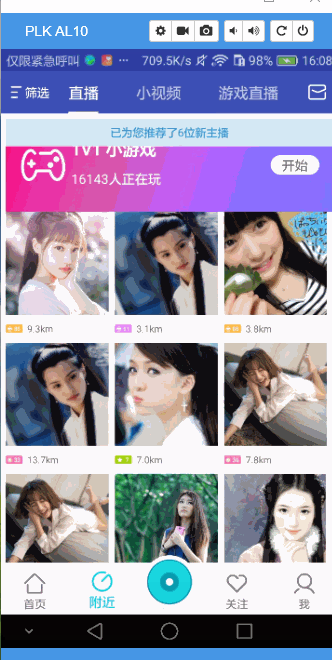 PLK AL10
仅限紧急呼叫 ··· 709.5K/s 98% 16:08
筛选 直播 小视频 游戏直播
已为您推荐了6位新主播
1V1 小游戏
16143人正在玩
开始
9.3km 3.1km 3.8km
13.7km 7.0km 7.8km
首页 附近 关注 我